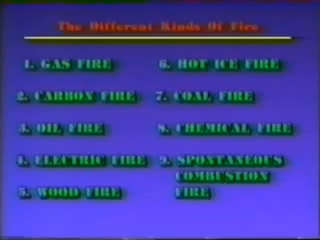 The Different Kinds Of Fire
1. GAS FIRE
2. CARBON FIRE
3. OIL FIRE
4. ELECTRIC FIRE
5. WOOD FIRE
6. HOT ICE FIRE
7. COAL FIRE
8. CHEMICAL FIRE
9. SPONTANEOUS
COMBUSTION
FIRE